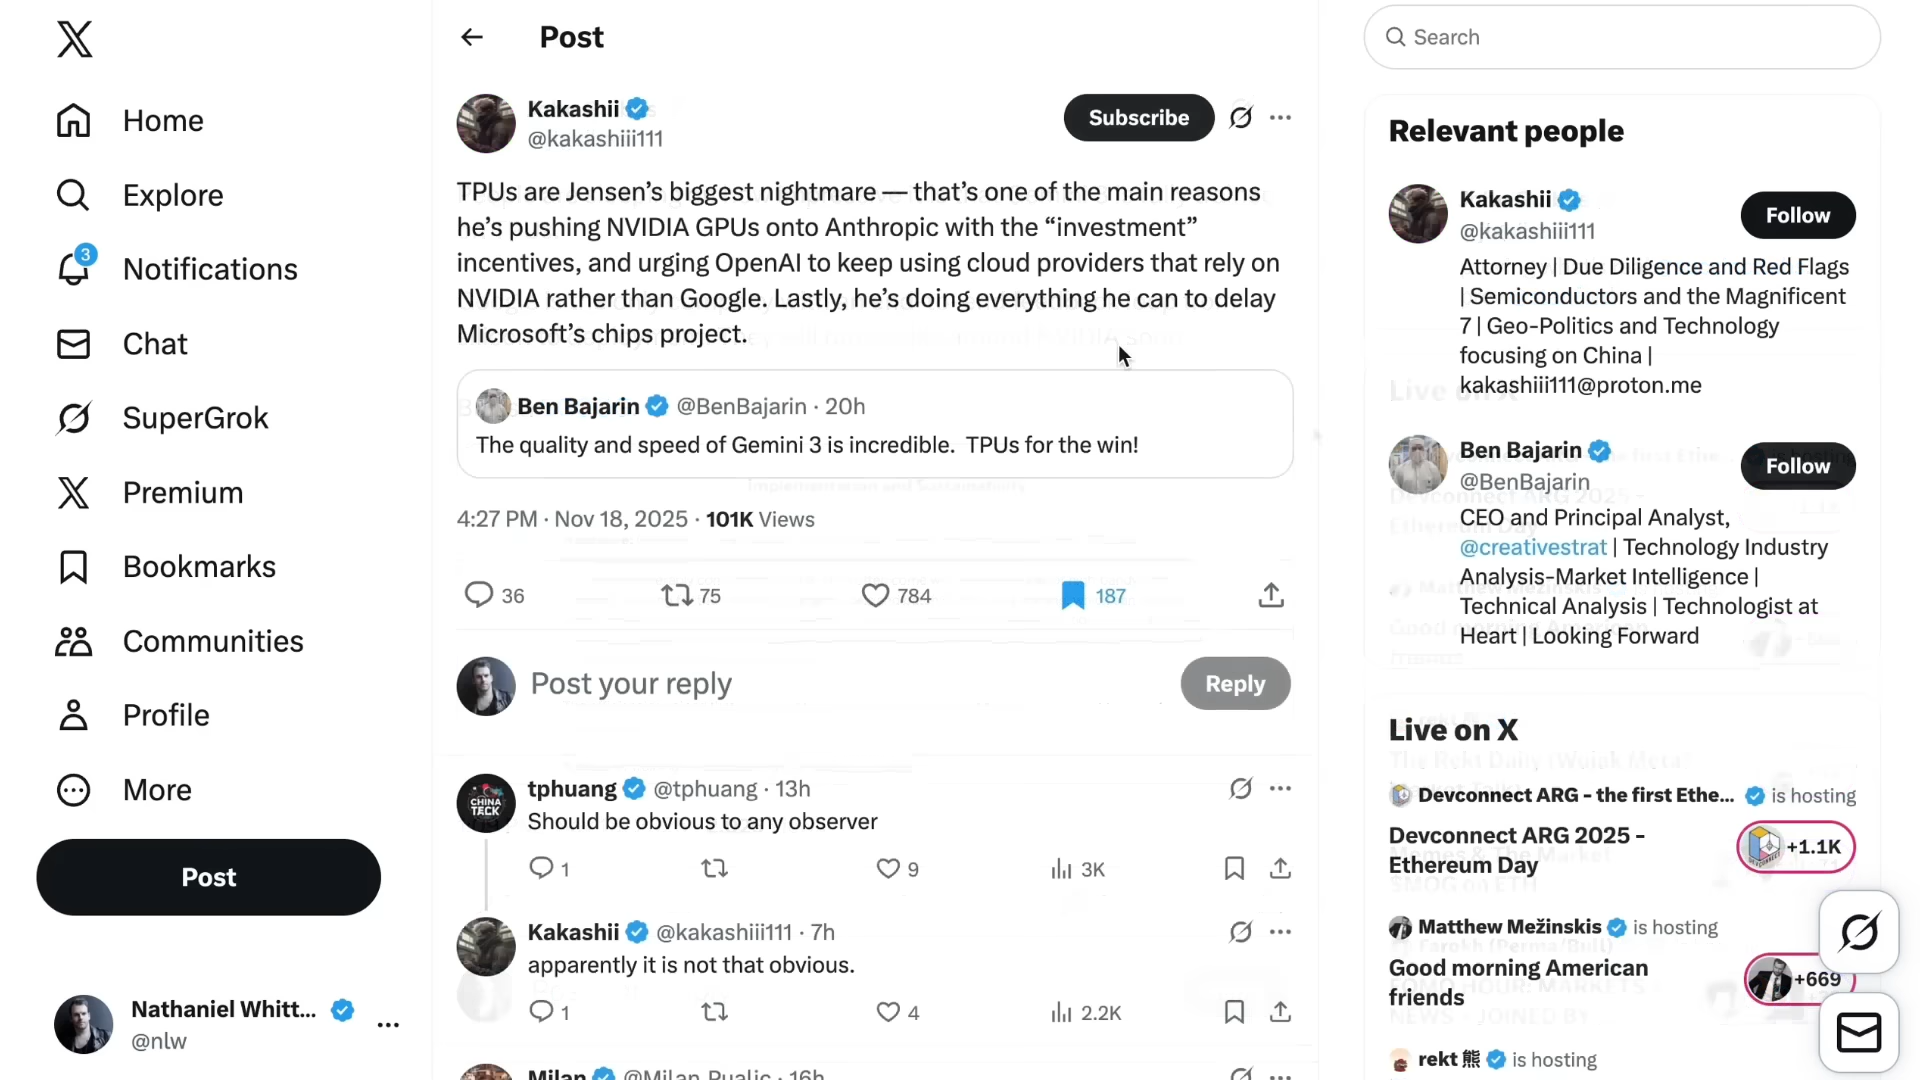 Home
Explore
3
Notifications
Chat
SuperGrok
Premium
Bookmarks
Communities
Profile
More
Post
Nathaniel Whitt...
@nlw
Post
Kakashii
@kakashiii111
Subscribe
TPUs are Jensen’s biggest nightmare — that’s one of the main reasons
he’s pushing NVIDIA GPUs onto Anthropic with the “investment”
incentives, and urging OpenAI to keep using cloud providers that rely on
NVIDIA rather than Google. Lastly, he’s doing everything he can to delay
Microsoft’s chips project.
Ben Bajarin @BenBajarin · 20h
The quality and speed of Gemini 3 is incredible.  TPUs for the win!
4:27 PM · Nov 18, 2025 · 101K Views
36 75 784 187
Post your reply
Reply
tphuang @tphuang · 13h
Should be obvious to any observer
1 9 3K
Kakashii @kakashiii111 · 7h
apparently it is not that obvious.
1 4 2.2K
Milan
Search
Relevant people
Kakashii
@kakashiii111
Follow
Attorney | Due Diligence and Red Flags
| Semiconductors and the Magnificent
7 | Geo-Politics and Technology
focusing on China |
kakashiii111@proton.me
Ben Bajarin
@BenBajarin
Follow
CEO and Principal Analyst,
@creativestrat | Technology Industry
Analysis-Market Intelligence |
Technical Analysis | Technologist at
Heart | Looking Forward
Live on X
Devconnect ARG - the first Ethe... is hosting
Devconnect ARG 2025 -
Ethereum Day
+1.1K
Matthew Mežinskis is hosting
Good morning American
friends
+669
rekt 熊 is hosting